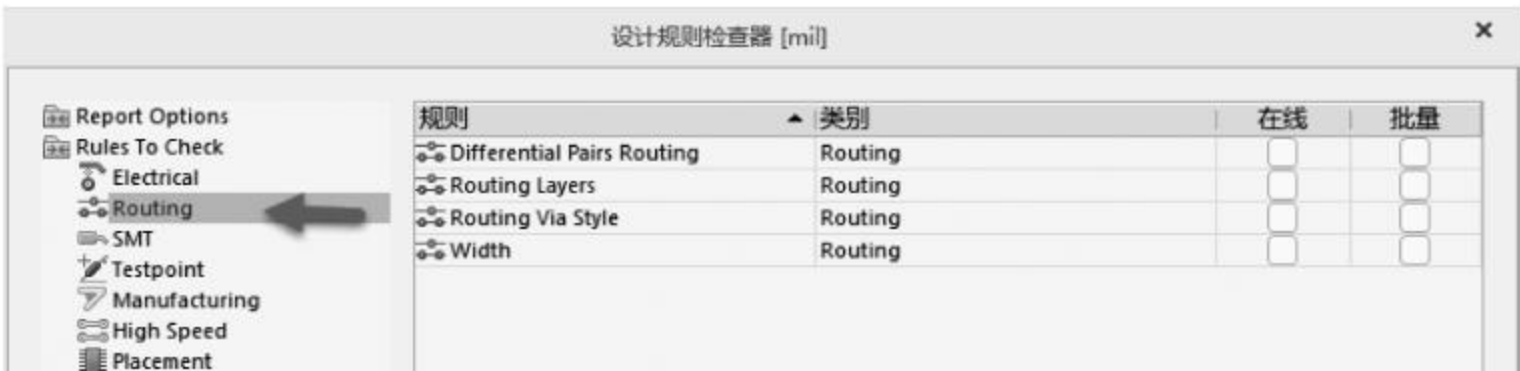 设计规则检查器 [mil]
×
Report Options
Rules To Check
Electrical
Routing
SMT
Testpoint
Manufacturing
High Speed
Placement
规则 类别 在线 批量
Differential Pairs Routing Routing
Routing Layers Routing
Routing Via Style Routing
Width Routing